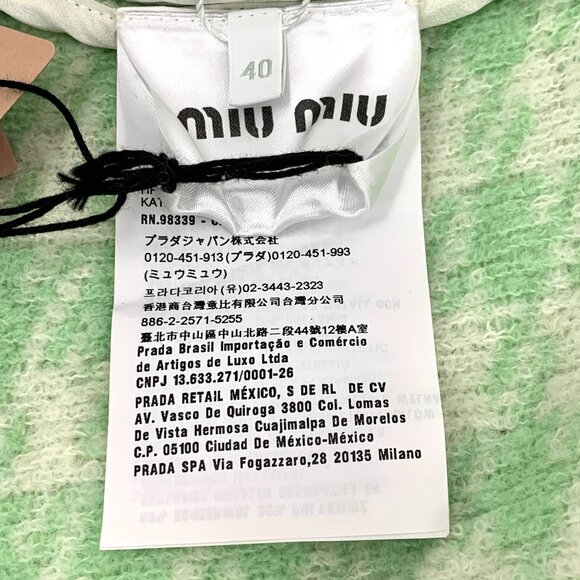 40
miu miu
KAY
RN.98339 -
プラダジャパン株式会社
0120-451-913(プラダ)0120-451-993
(ミュウミュウ)
프라다코리아(유)02-3443-2323
香港商台灣意比有限公司台灣分公司
886-2-2571-5255
臺北市中山區中山北路二段44號12樓A室
Prada Brasil Importação e Comércio
de Artigos de Luxo Ltda
CNPJ 13.633.271/0001-26
PRADA RETAIL MÉXICO, S DE RL DE CV
AV. Vasco De Quiroga 3800 Col. Lomas
De Vista Hermosa Cuajimalpa De Morelos
C.P. 05100 Ciudad De México-México
PRADA SPA Via Fogazzaro,28 20135 Milano